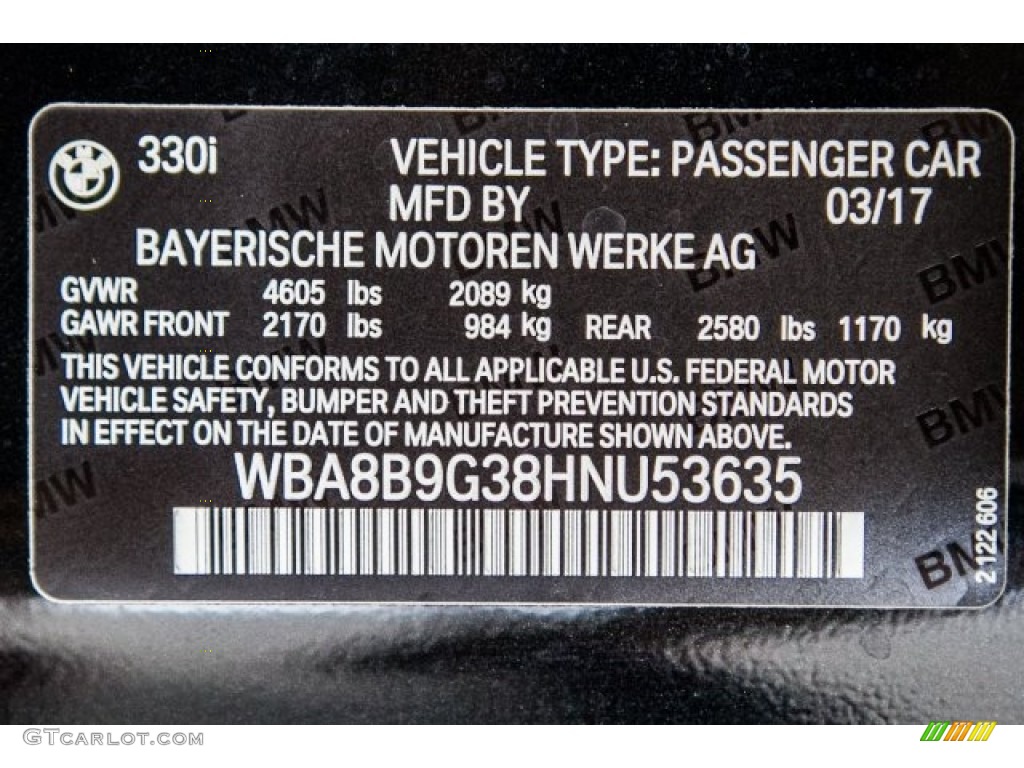 330i VEHICLE TYPE: PASSENGER CAR
MFD BY 03/17
BAYERISCHE MOTOREN WERKE AG
GVWR 4605 lbs 2089 kg
GAWR FRONT 2170 lbs 984 kg REAR 2580 lbs 1170 kg
THIS VEHICLE CONFORMS TO ALL APPLICABLE U.S. FEDERAL MOTOR
VEHICLE SAFETY, BUMPER AND THEFT PREVENTION STANDARDS
IN EFFECT ON THE DATE OF MANUFACTURE SHOWN ABOVE.
WBA8B9G38HNU53635
2122 606
GTCarlot.com